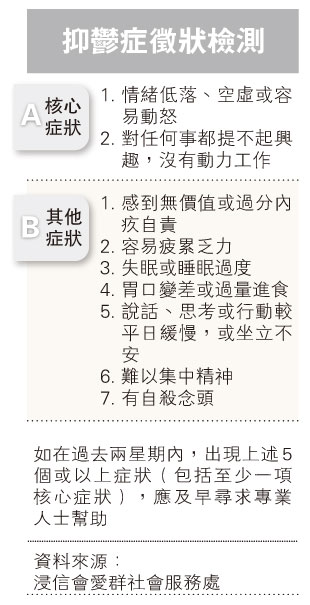 抑鬱症徵狀檢測
A 核心
症狀
1. 情緒低落、空虛或容
易動怒
2. 對任何事都提不起興
趣，沒有動力工作
B 其他
症狀
1. 感到無價值或過分內
疚自責
2. 容易疲累乏力
3. 失眠或睡眠過度
4. 胃口變差或過量進食
5. 說話、思考或行動較
平日緩慢，或坐立不
安
6. 難以集中精神
7. 有自殺念頭
如在過去兩星期內，出現上述5
個或以上症狀（包括至少一項
核心症狀），應及早尋求專業
人士幫助
資料來源：
浸信會愛群社會服務處